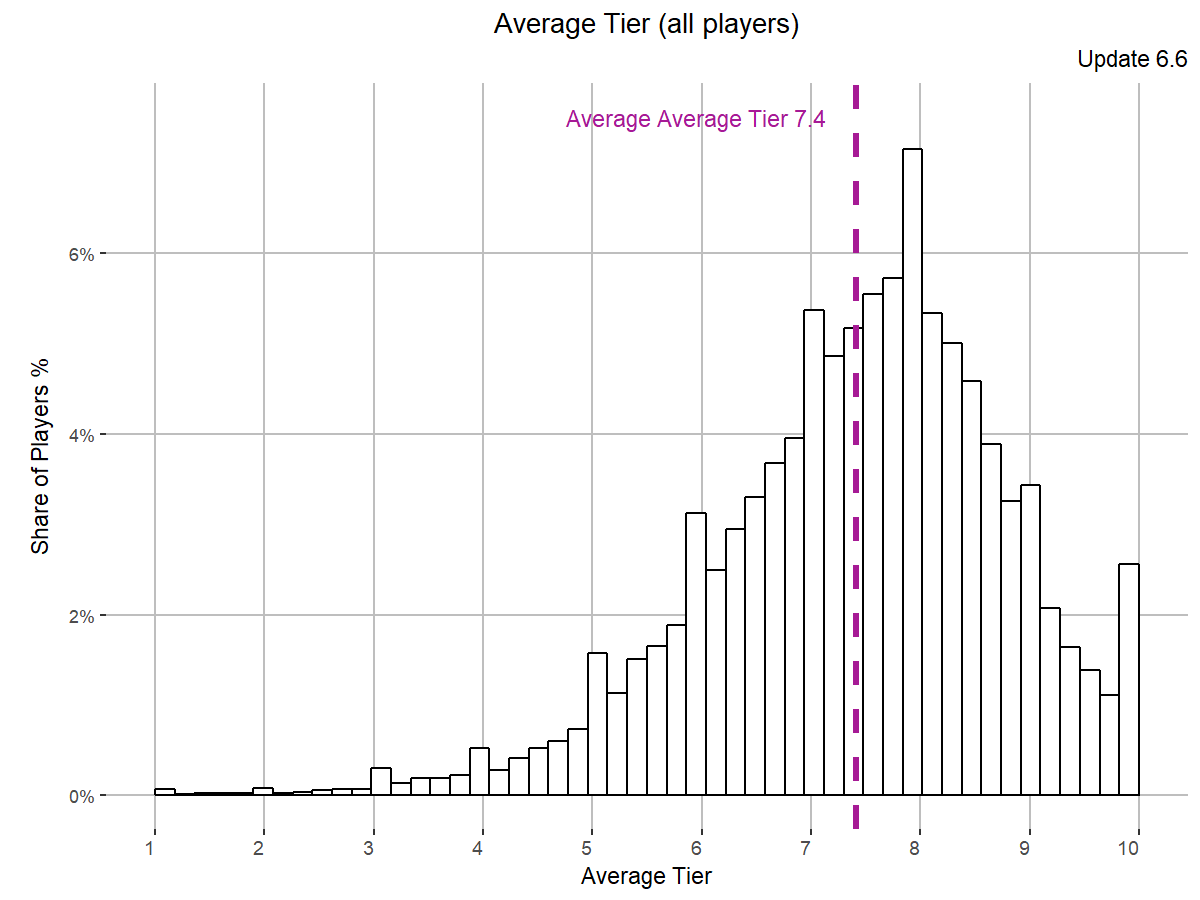 Average Tier (all players)
Update 6.6
Average Average Tier 7.4
Share of Players %
6%
4%
2%
0%
1 2 3 4 5 6 7 8 9 10
Average Tier